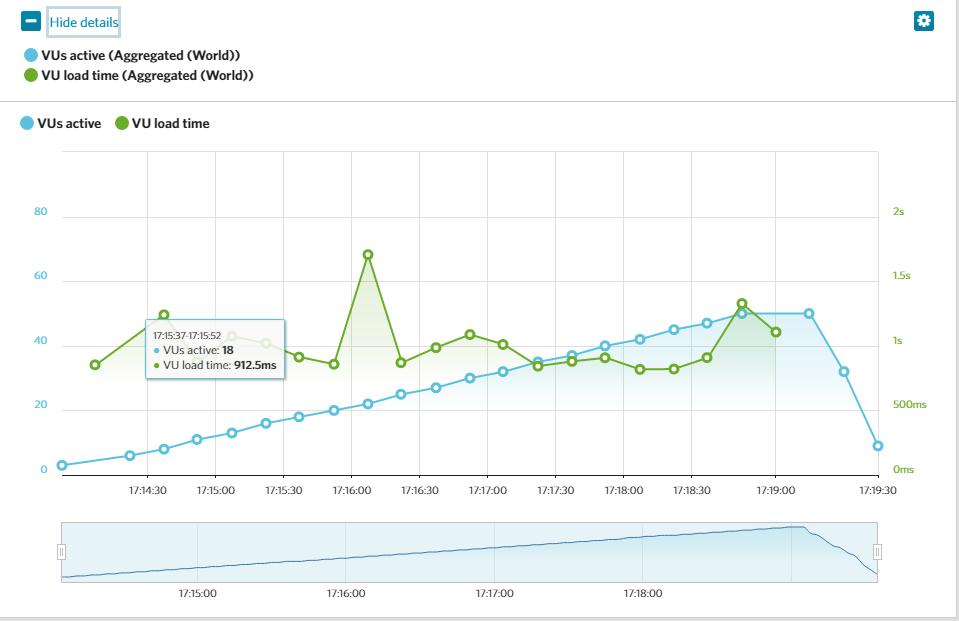 Hide details
VUs active (Aggregated (World))
VU load time (Aggregated (World))
VUs active VU load time
80 2s
60 1.5s
40 1s
20 500ms
0 0ms
17:15:37-17:15:52
VUs active: 18
VU load time: 912.5ms
17:14:30 17:15:00 17:15:30 17:16:00 17:16:30 17:17:00 17:17:30 17:18:00 17:18:30 17:19:00 17:19:30
17:15:00 17:16:00 17:17:00 17:18:00